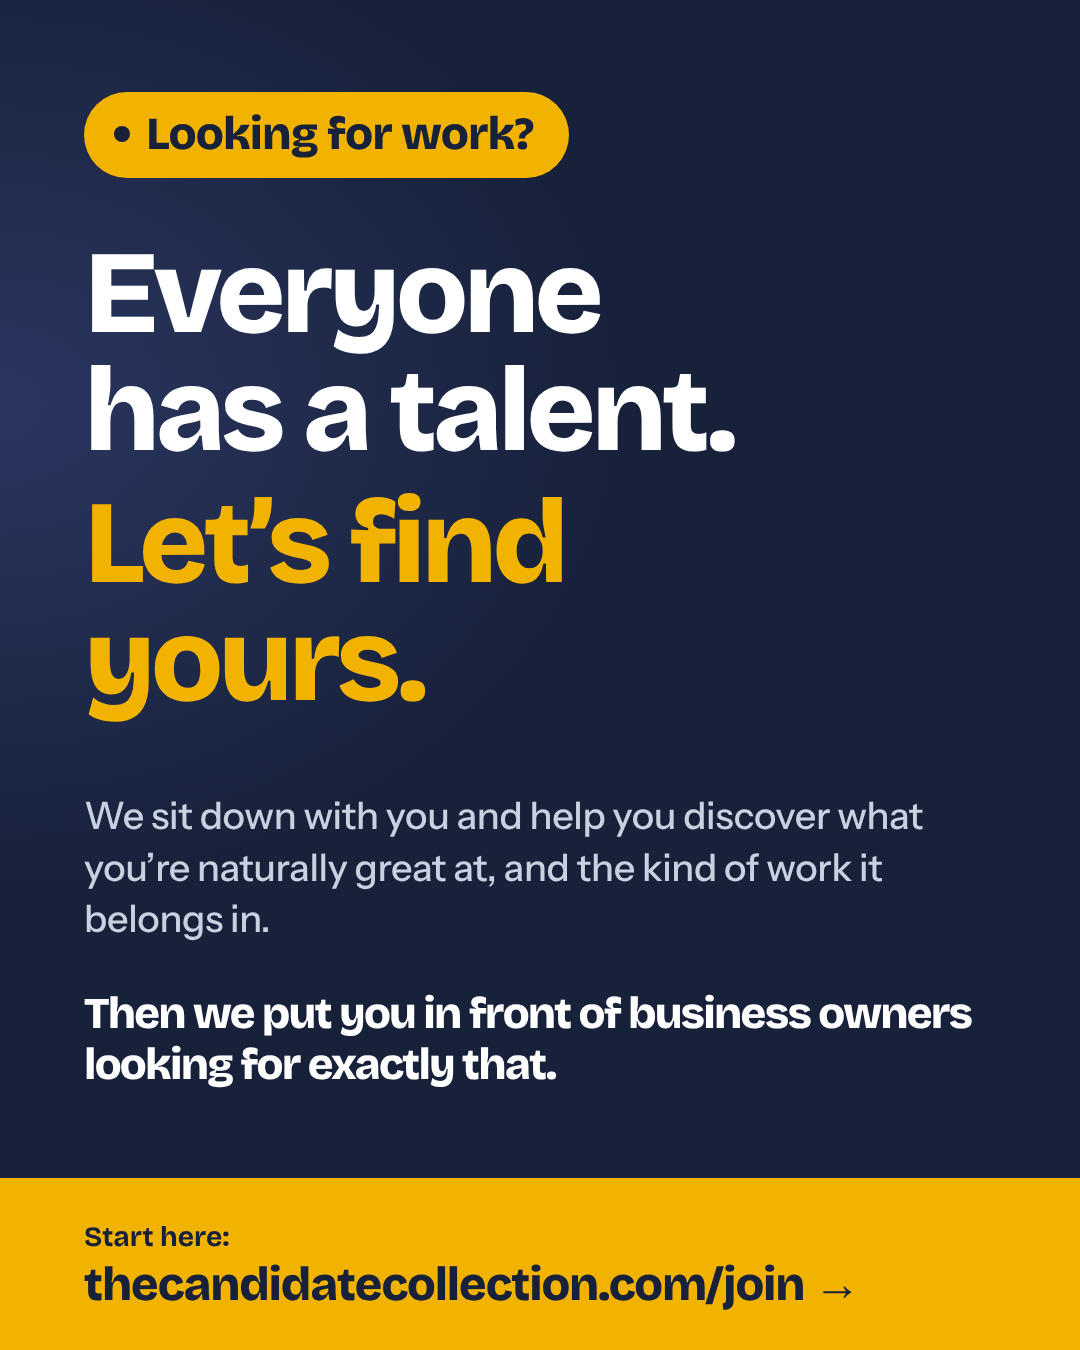 • Looking for work?
Everyone
has a talent.
Let’s find
yours.
We sit down with you and help you discover what
you’re naturally great at, and the kind of work it
belongs in.
Then we put you in front of business owners
looking for exactly that.
Start here:
thecandidatecollection.com/join →